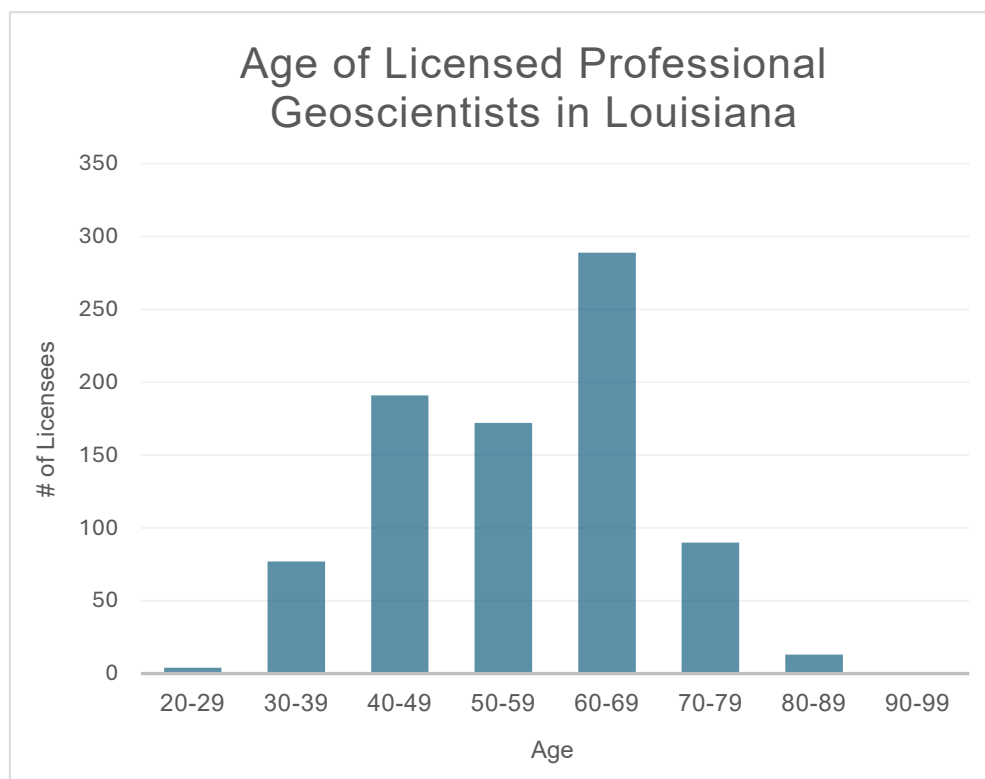 Age of Licensed Professional
Geoscientists in Louisiana
350
300
250
200
150
100
50
0
# of Licensees
20-29 30-39 40-49 50-59 60-69 70-79 80-89 90-99
Age